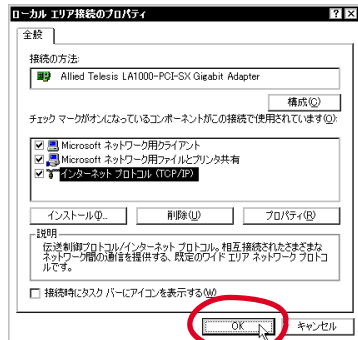 ローカル エリア接続のプロパティ
全般
接続の方法:
Allied Telesis LA1000-PCI-SX Gigabit Adapter
構成(C)
チェック マークがオンになっているコンポーネントがこの接続で使用されています(O):
Microsoft ネットワーク用クライアント
Microsoft ネットワーク用ファイルとプリンタ共有
インターネット プロトコル (TCP/IP)
インストール(I)... 削除(U) プロパティ(R)
説明
伝送制御プロトコル/インターネット プロトコル。相互接続されたさまざまな
ネットワーク間の通信を提供する、既定のワイド エリア ネットワーク プロトコ
ルです。
接続時にタスク バーにアイコンを表示する(W)
OK キャンセル